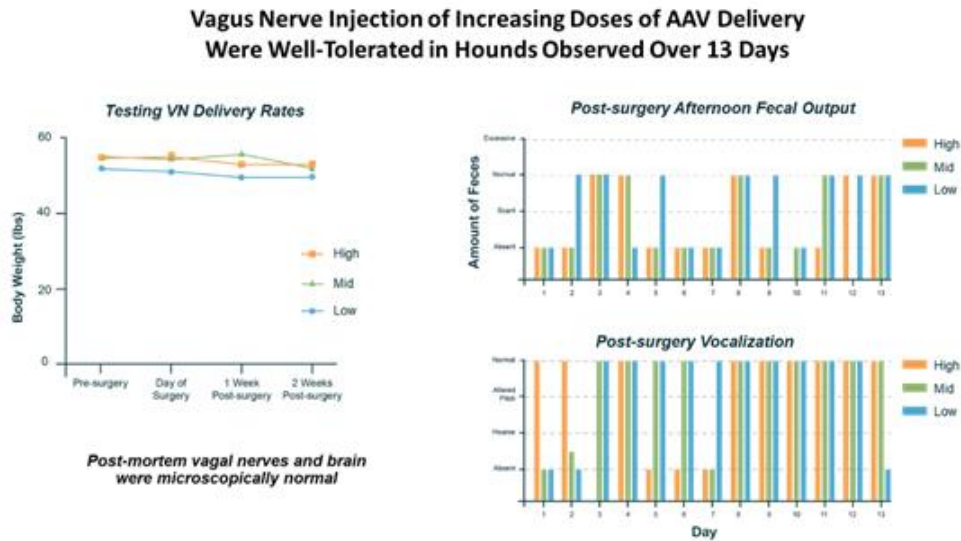 Vagus Nerve Injection of Increasing Doses of AAV Delivery
Were Well-Tolerated in Hounds Observed Over 13 Days
Testing VN Delivery Rates
60
40
20
0
Body Weight (lbs)
High
Mid
Low
Pre-surgery
Day of
Surgery
1 Week
Post-surgery
2 Weeks
Post-surgery
Post-mortem vagal nerves and brain
were microscopically normal
Post-surgery Afternoon Fecal Output
Amount of Feces
Excessive
Normal
Scant
Absent
1 2 3 4 5 6 7 8 9 10 11 12 13
High
Mid
Low
Post-surgery Vocalization
Normal
Altered
Pitch
Hoarse
Absent
1 2 3 4 5 6 7 8 9 10 11 12 13
Day
High
Mid
Low